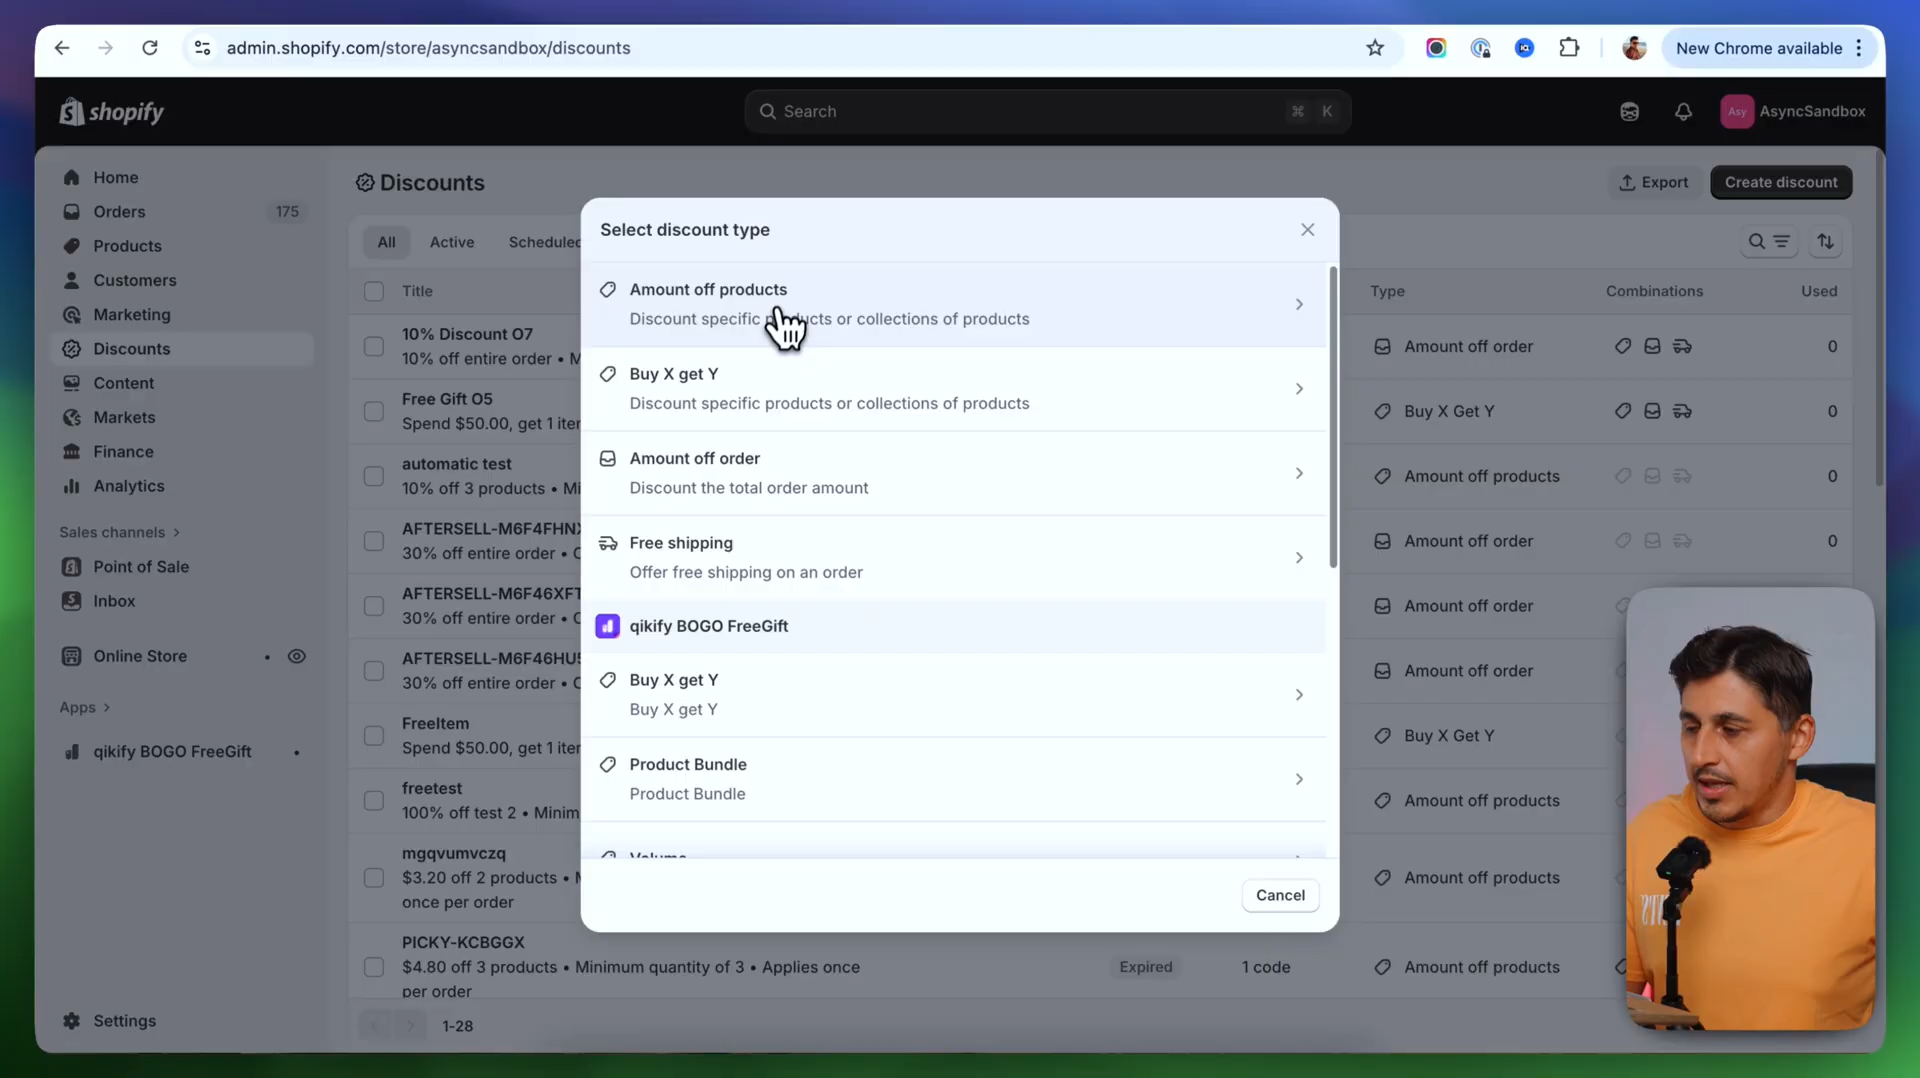 admin.shopify.com/store/asyncsandbox/discounts
New Chrome available
shopify
Search
⌘ K
Asy
AsyncSandbox
Home
Orders 175
Products
Customers
Marketing
Discounts
Content
Markets
Finance
Analytics
Sales channels
Point of Sale
Inbox
Online Store
Apps
qikify BOGO FreeGift
Settings
Discounts
Export
Create discount
All Active Scheduled
Title Type Combinations Used
10% Discount O7
10% off entire order •
Amount off order 0
Free Gift O5
Spend $50.00, get 1
Buy X Get Y 0
automatic test
10% off 3 products •
Amount off products 0
AFTERSELL-M6F4FHN
30% off entire order •
Amount off order 0
AFTERSELL-M6F46XF
30% off entire order •
Amount off order
AFTERSELL-M6F46HU
30% off entire order •
Amount off order
FreeItem
Spend $50.00, get 1
Buy X Get Y
freetest
100% off test 2 •
Amount off products
mgqvumvczq
$3.20 off 2 products •
once per order
Amount off products
PICKY-KCBGGX
$4.80 off 3 products • Minimum quantity of 3 • Applies once
per order
Expired
1 code
Amount off products
1-28
Select discount type
Amount off products
Discount specific products or collections of products
Buy X get Y
Discount specific products or collections of products
Amount off order
Discount the total order amount
Free shipping
Offer free shipping on an order
qikify BOGO FreeGift
Buy X get Y
Buy X get Y
Product Bundle
Product Bundle
Volume
Cancel